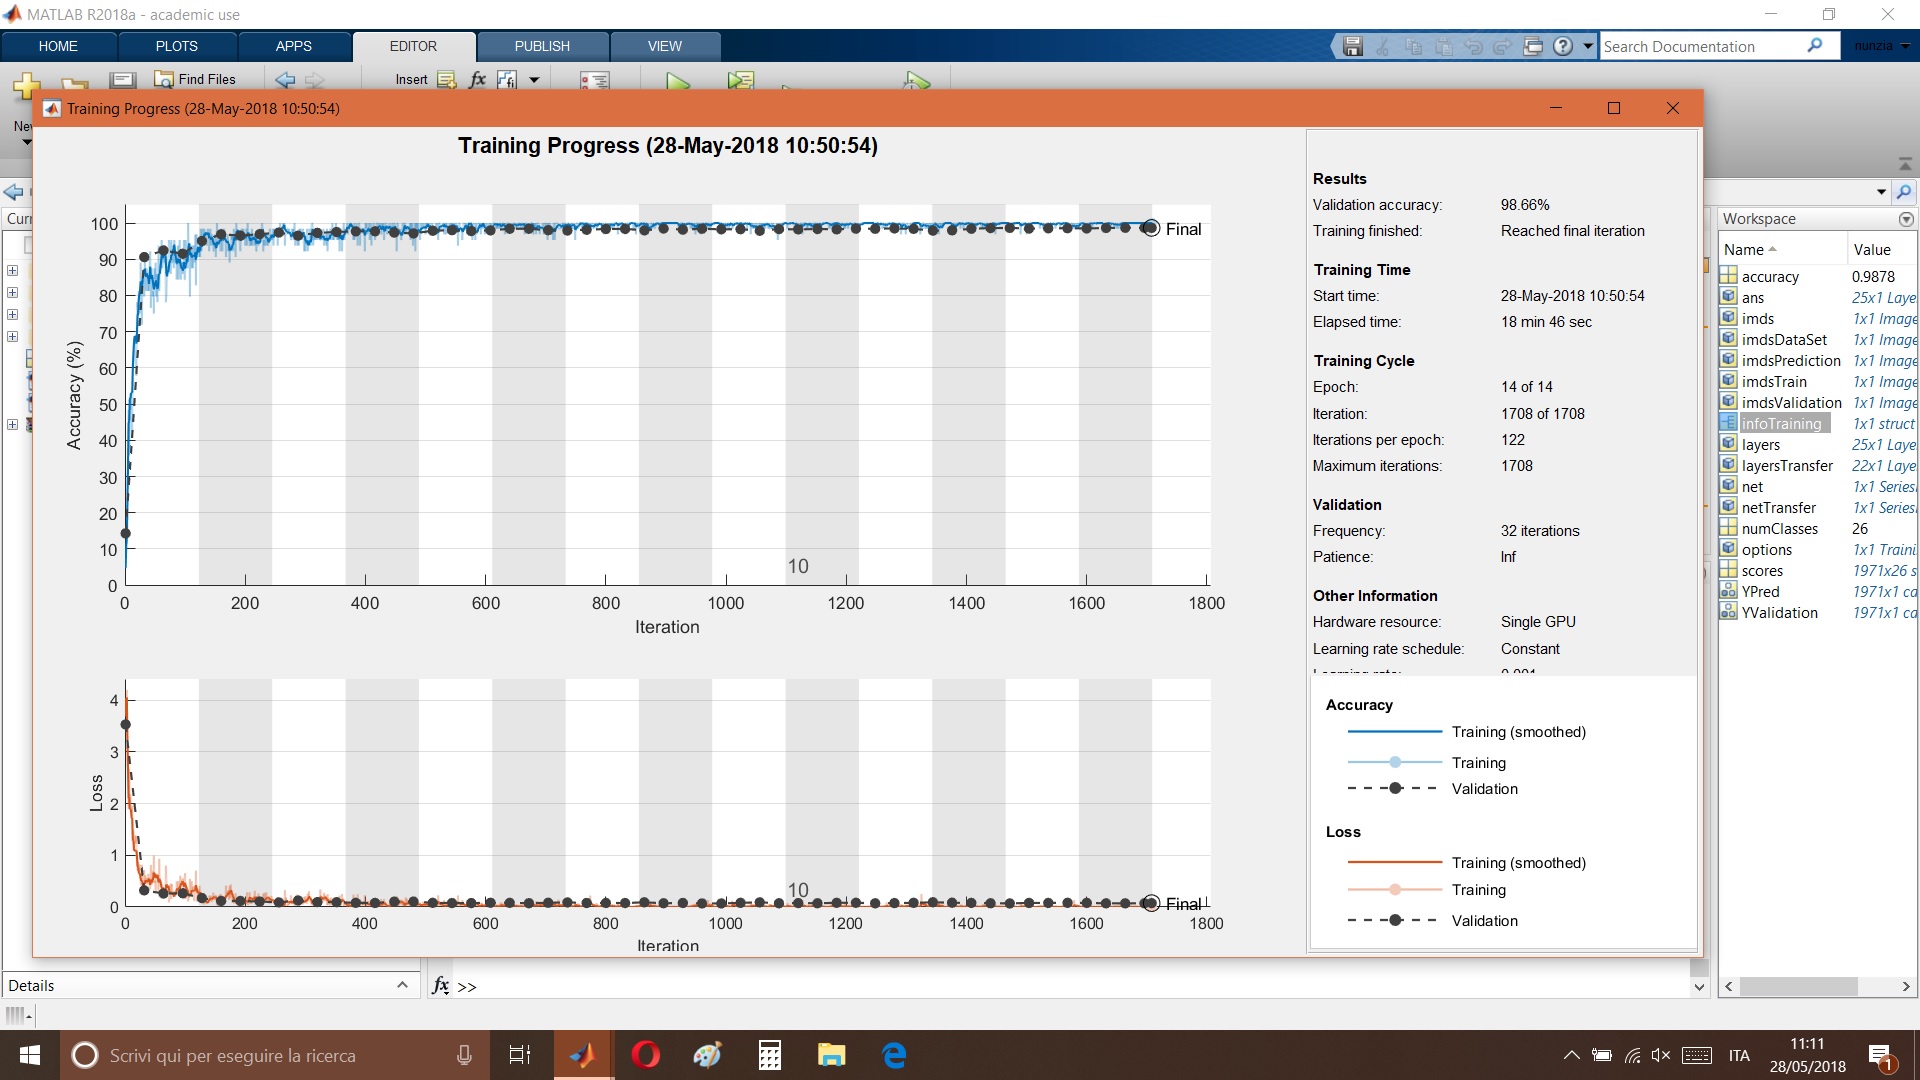 MATLAB R2018a - academic use
HOME PLOTS APPS EDITOR PUBLISH VIEW
Search Documentation
nunzia
Find Files
Insert
fx
Training Progress (28-May-2018 10:50:54)
Training Progress (28-May-2018 10:50:54)
Accuracy (%)
100
90
80
70
60
50
40
30
20
10
0
Final
10
0 200 400 600 800 1000 1200 1400 1600 1800
Iteration
Loss
4
3
2
1
0
10
Final
0 200 400 600 800 1000 1200 1400 1600 1800
Iteration
Results
Validation accuracy: 98.66%
Training finished: Reached final iteration
Training Time
Start time: 28-May-2018 10:50:54
Elapsed time: 18 min 46 sec
Training Cycle
Epoch: 14 of 14
Iteration: 1708 of 1708
Iterations per epoch: 122
Maximum iterations: 1708
Validation
Frequency: 32 iterations
Patience: Inf
Other Information
Hardware resource: Single GPU
Learning rate schedule: Constant
Learning rate: 0.001
Accuracy
Training (smoothed)
Training
Validation
Loss
Training (smoothed)
Training
Validation
Workspace
Name Value
accuracy 0.9878
ans 25x1 Laye
imds 1x1 Image
imdsDataSet 1x1 Image
imdsPrediction 1x1 Image
imdsTrain 1x1 Image
imdsValidation 1x1 Image
infoTraining 1x1 struct
layers 25x1 Laye
layersTransfer 22x1 Laye
net 1x1 Series
netTransfer 1x1 Series
numClasses 26
options 1x1 Traini
scores 1971x26 s
YPred 1971x1 ca
YValidation 1971x1 ca
Details
fx >>
Scrivi qui per eseguire la ricerca
ITA
11:11
28/05/2018
1